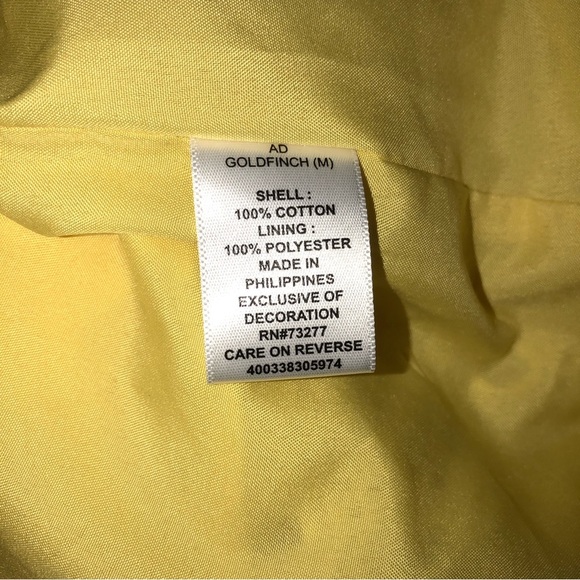 AD
GOLDFINCH (M)
SHELL :
100% COTTON
LINING :
100% POLYESTER
MADE IN
PHILIPPINES
EXCLUSIVE OF
DECORATION
RN#73277
CARE ON REVERSE
400338305974